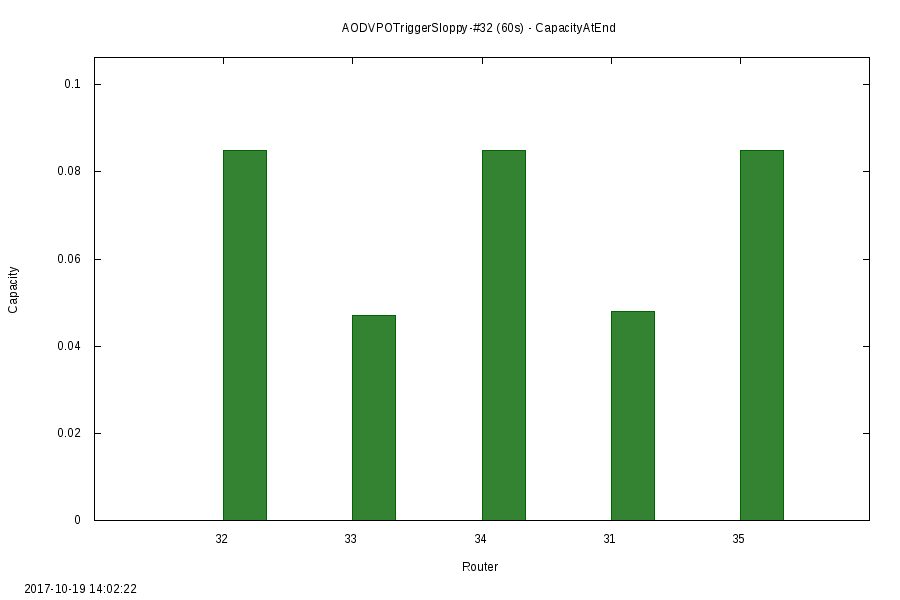 AODVPOTriggerSloppy-#32 (60s) - CapacityAtEnd
0.1
0.08
0.06
0.04
0.02
0
Capacity
32 33 34 31 35
Router
2017-10-19 14:02:22